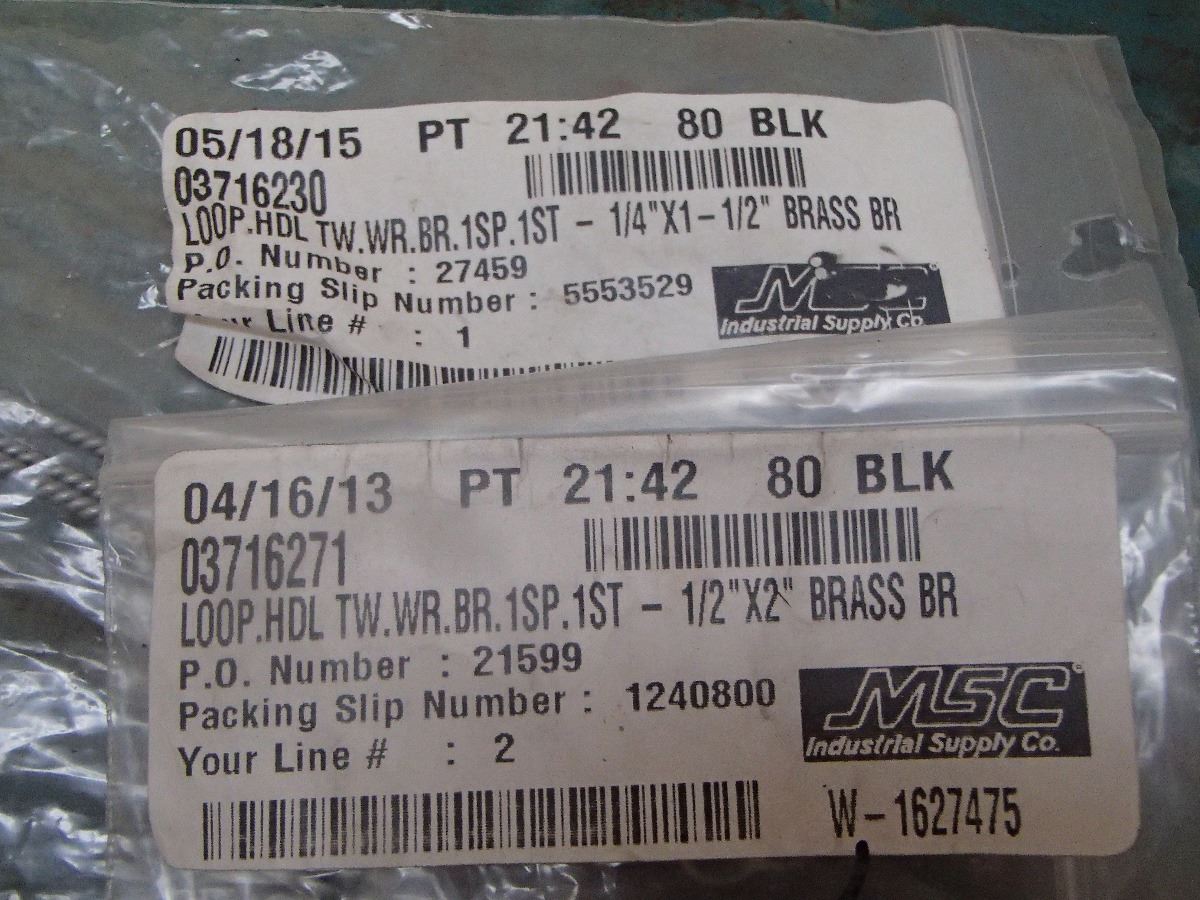 05/18/15 PT 21:42 80 BLK
03716230
LOOP.HDL TW.WR.BR.1SP.1ST - 1/4"X1-1/2" BRASS BR
P.O. Number : 27459
Packing Slip Number : 5553529
Line # : 1
Industrial Supply Co.
04/16/13 PT 21:42 80 BLK
03716271
LOOP.HDL TW.WR.BR.1SP.1ST - 1/2"X2" BRASS BR
P.O. Number : 21599
Packing Slip Number : 1240800
Your Line # : 2
MSC
Industrial Supply Co.
W-1627475